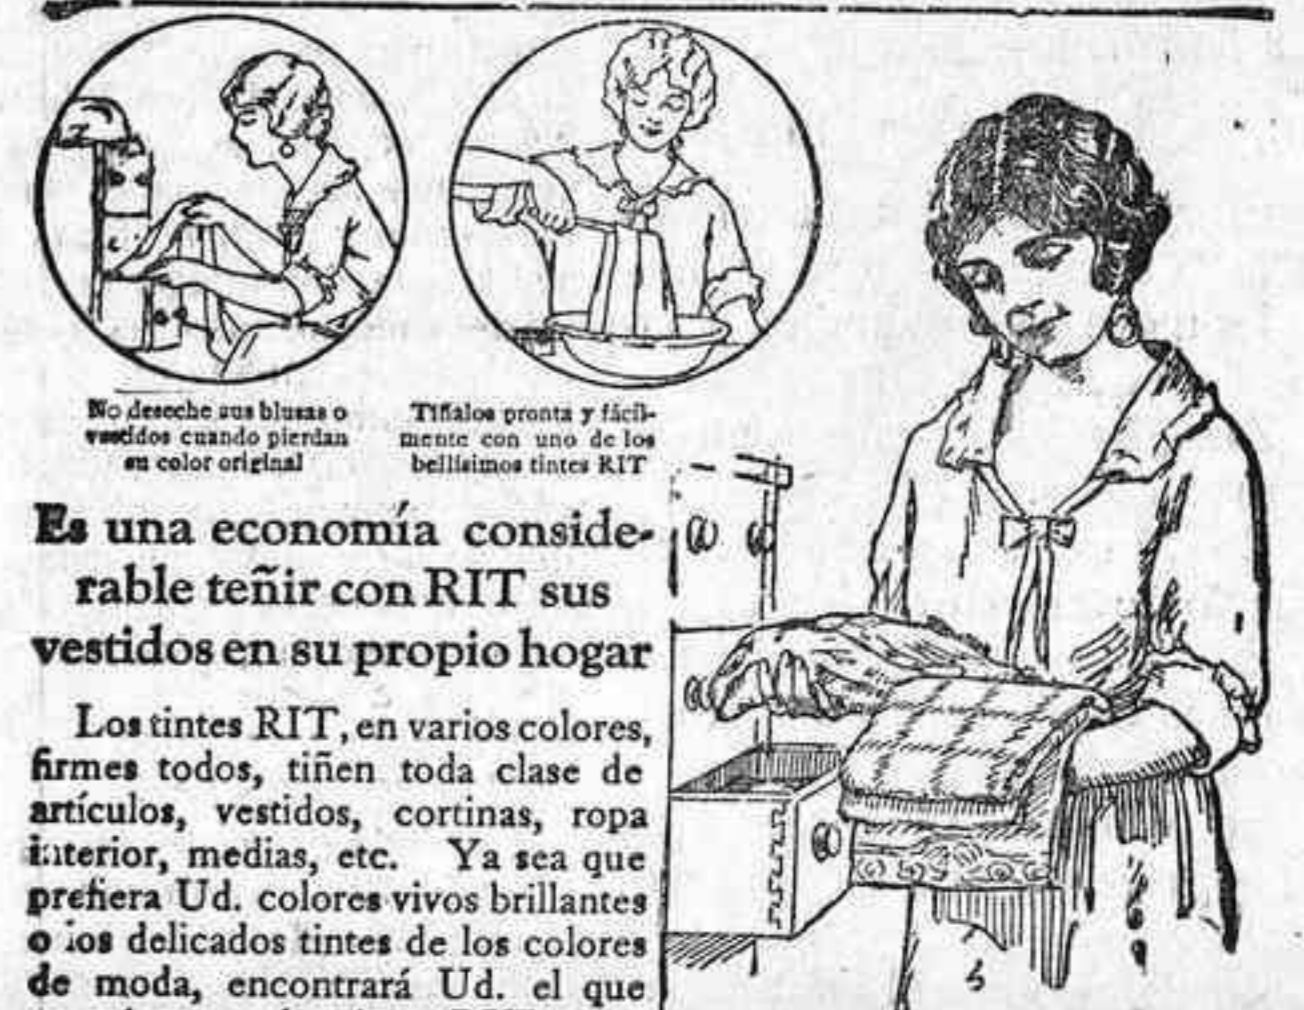 No deseche sus blusas o
vestidos cuando pierdan
su color original
Tíñalos pronta y fácil-
mente con uno de los
bellísimos tintes RIT
Es una economía conside-
rable teñir con RIT sus
vestidos en su propio hogar
Los tintes RIT, en varios colores,
firmes todos, tiñen toda clase de
artículos, vestidos, cortinas, ropa
interior, medias, etc. Ya sea que
prefiera Ud. colores vivos brillantes
o los delicados tintes de los colores
de moda, encontrará Ud. el que